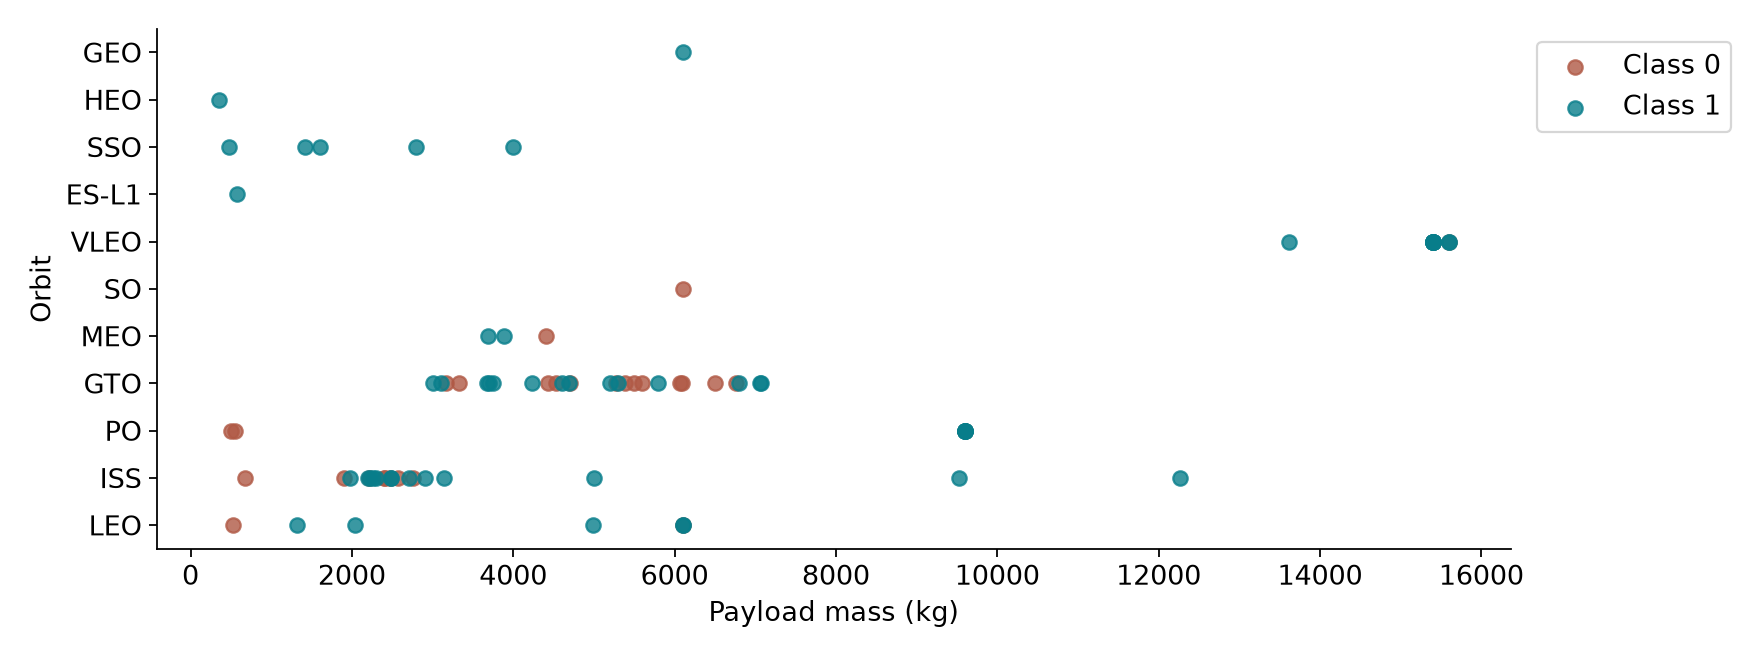 GEO
HEO
SSO
ES-L1
VLEO
SO
MEO
GTO
PO
ISS
LEO
Orbit
0 2000 4000 6000 8000 10000 12000 14000 16000
Payload mass (kg)
Class 0
Class 1